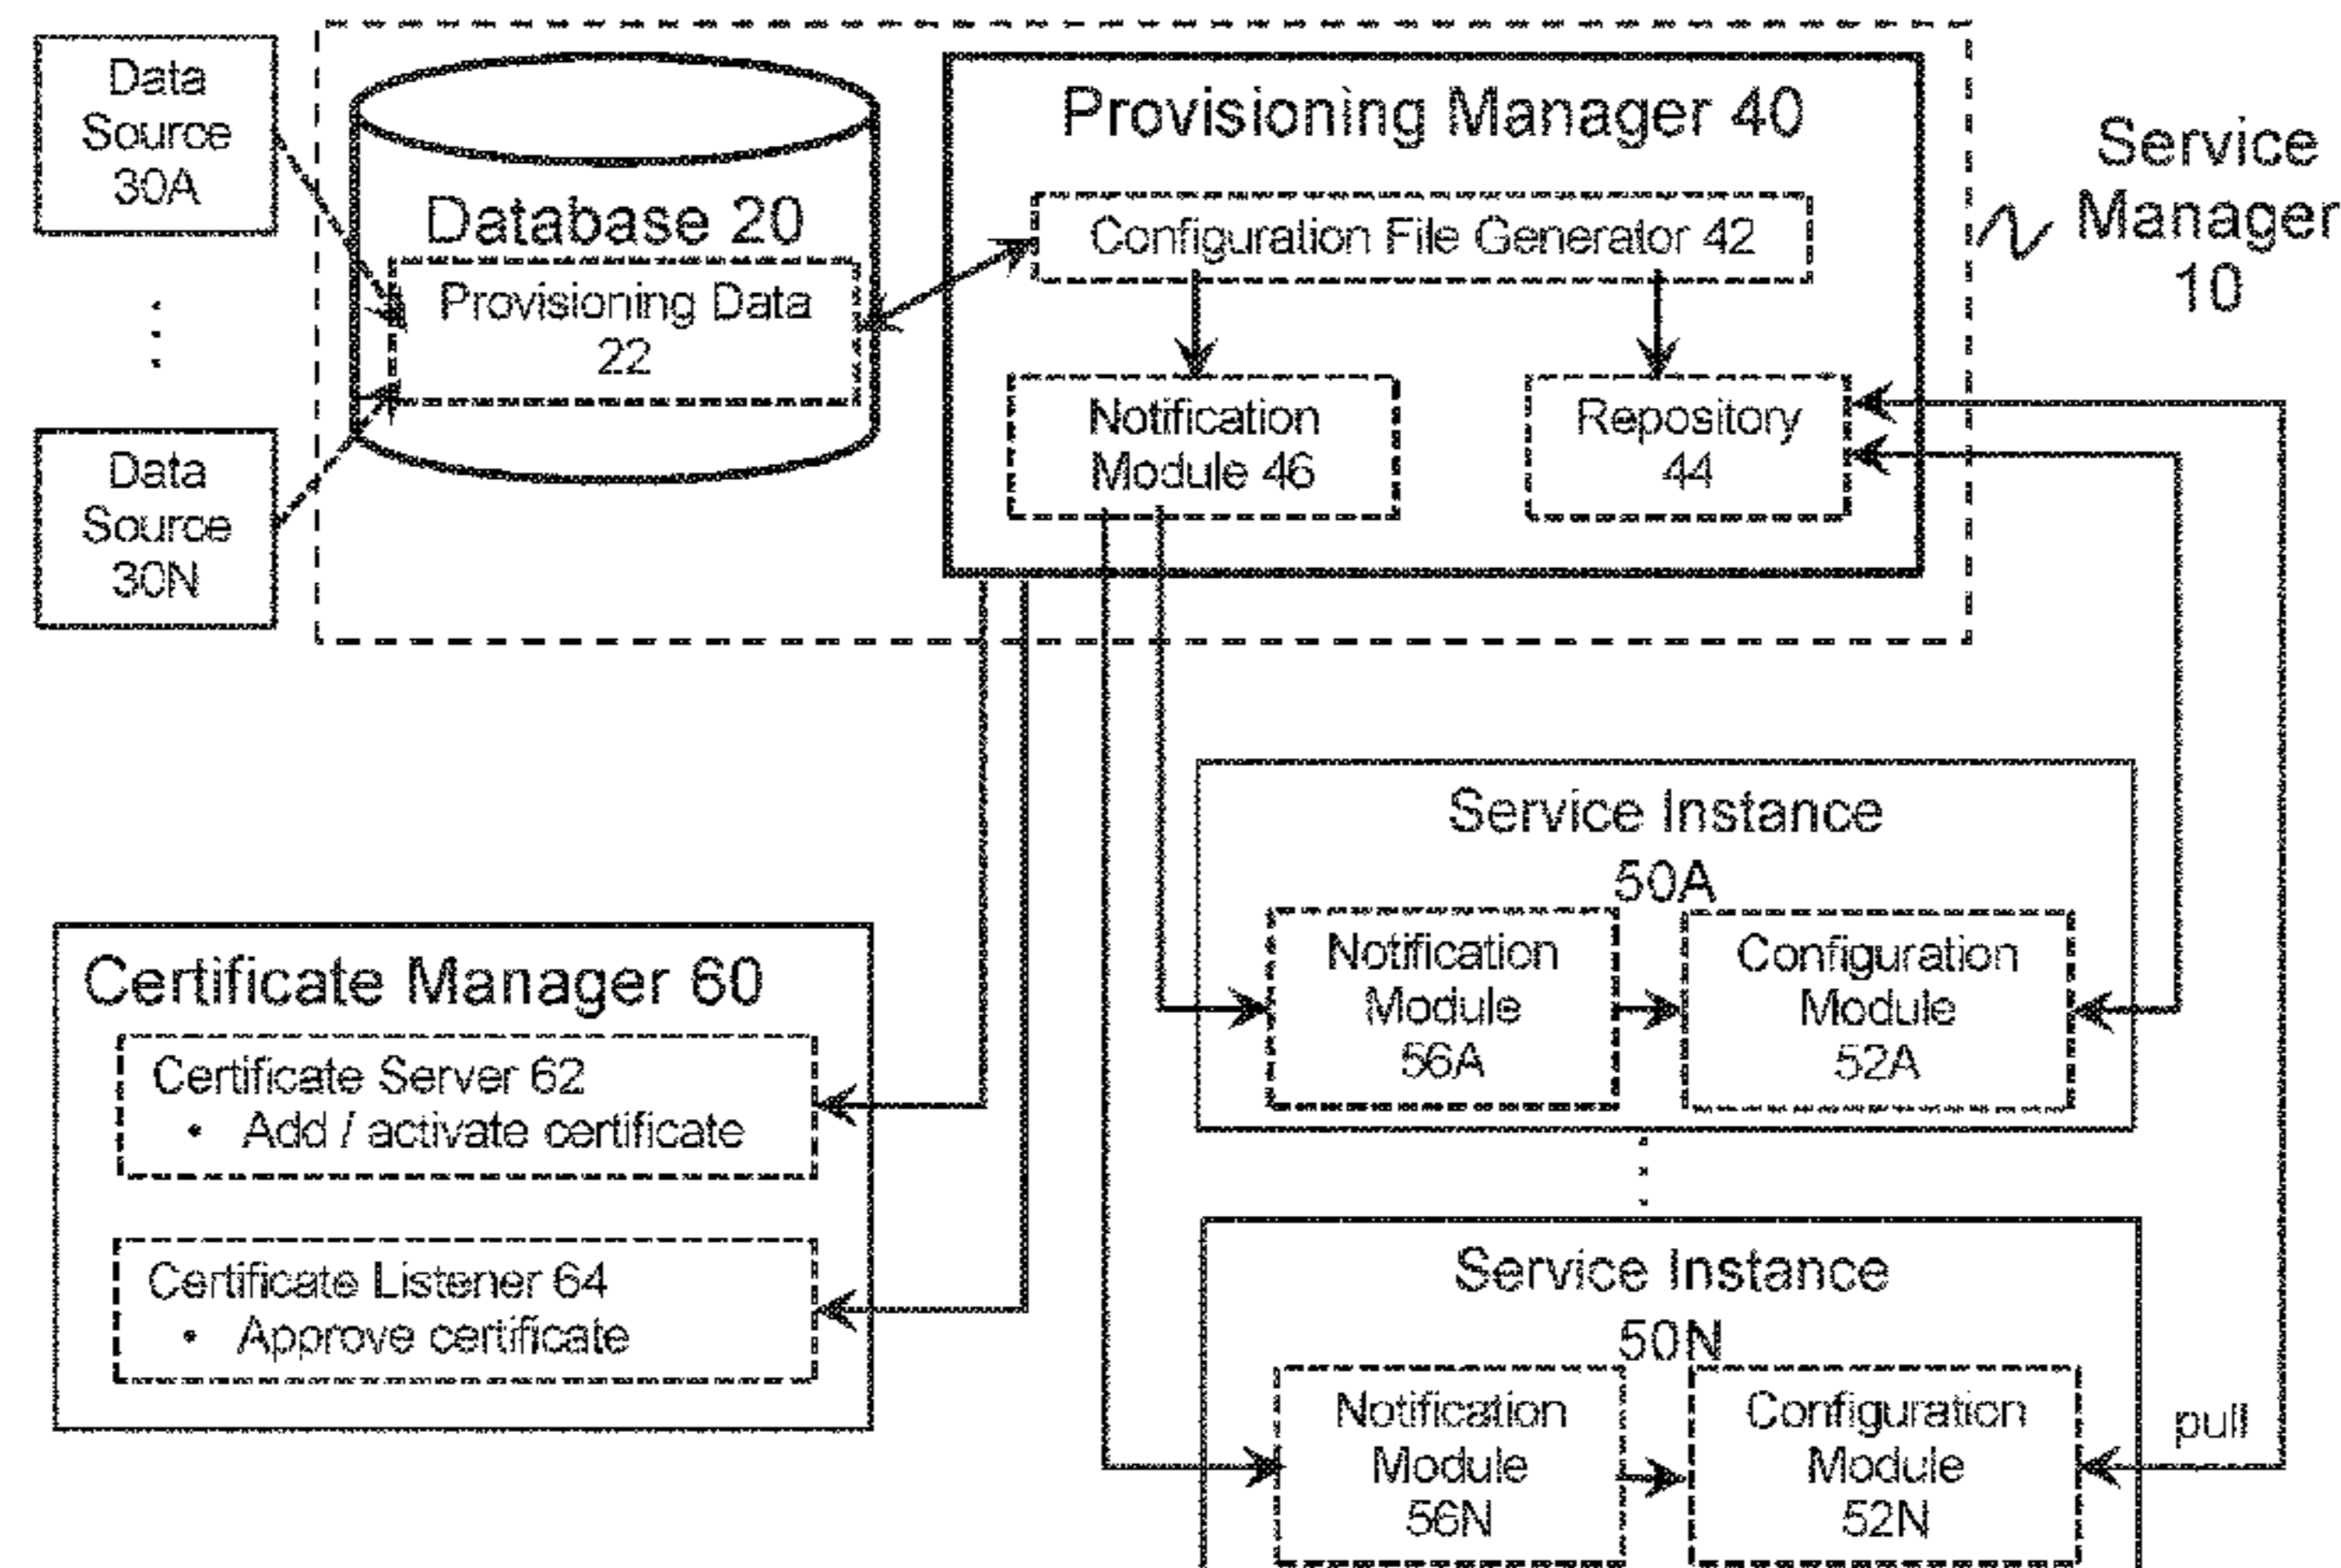 Data
Source
30A
Data
Source
30N
Database 20
Provisioning Data
22
Provisioning Manager 40
Configuration File Generator 42
Notification
Module 46
Repository
44
Service
Manager
10
Service Instance
50A
Notification
Module
56A
Configuration
Module
52A
Certificate Manager 60
Certificate Server 62
• Add / activate certificate
Certificate Listener 64
• Approve certificate
Service Instance
50N
Notification
Module
56N
Configuration
Module
52N
pull